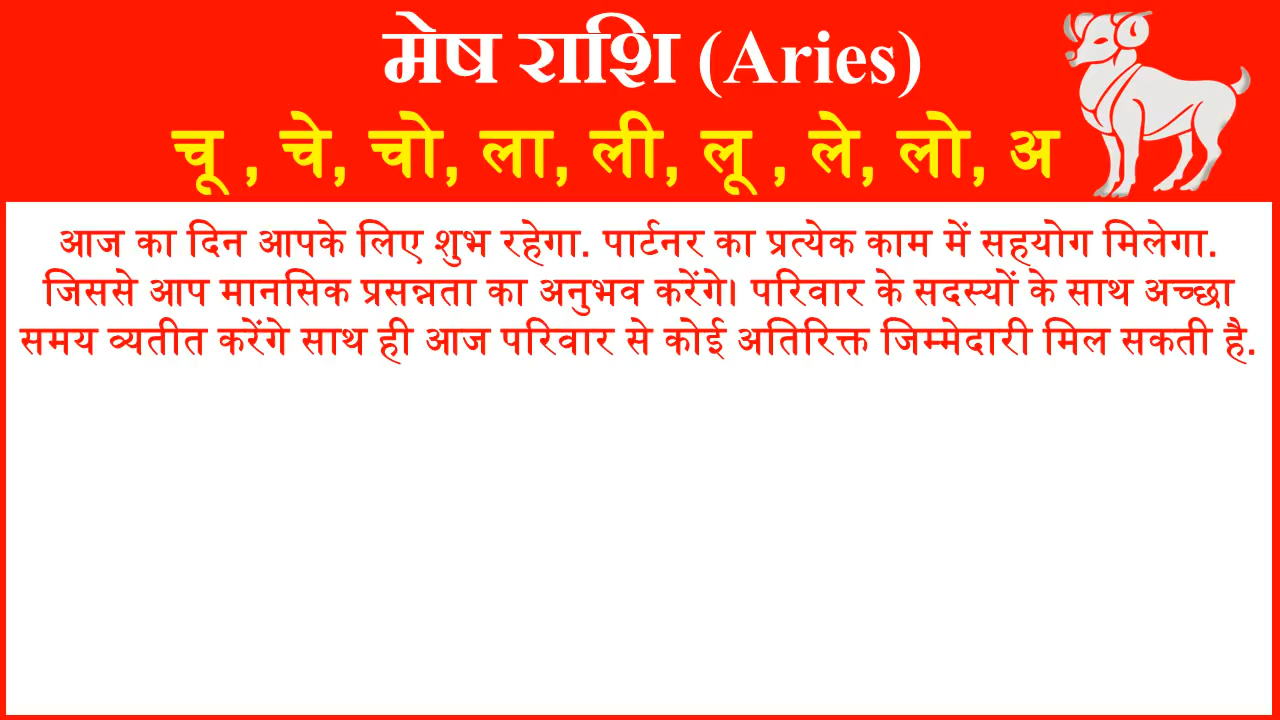 मेष राशि (Aries)
चू , चे, चो, ला, ली, लू , ले, लो, अ
आज का दिन आपके लिए शुभ रहेगा. पार्टनर का प्रत्येक काम में सहयोग मिलेगा.
जिससे आप मानसिक प्रसन्नता का अनुभव करेंगे। परिवार के सदस्यों के साथ अच्छा
समय व्यतीत करेंगे साथ ही आज परिवार से कोई अतिरिक्त जिम्मेदारी मिल सकती है.